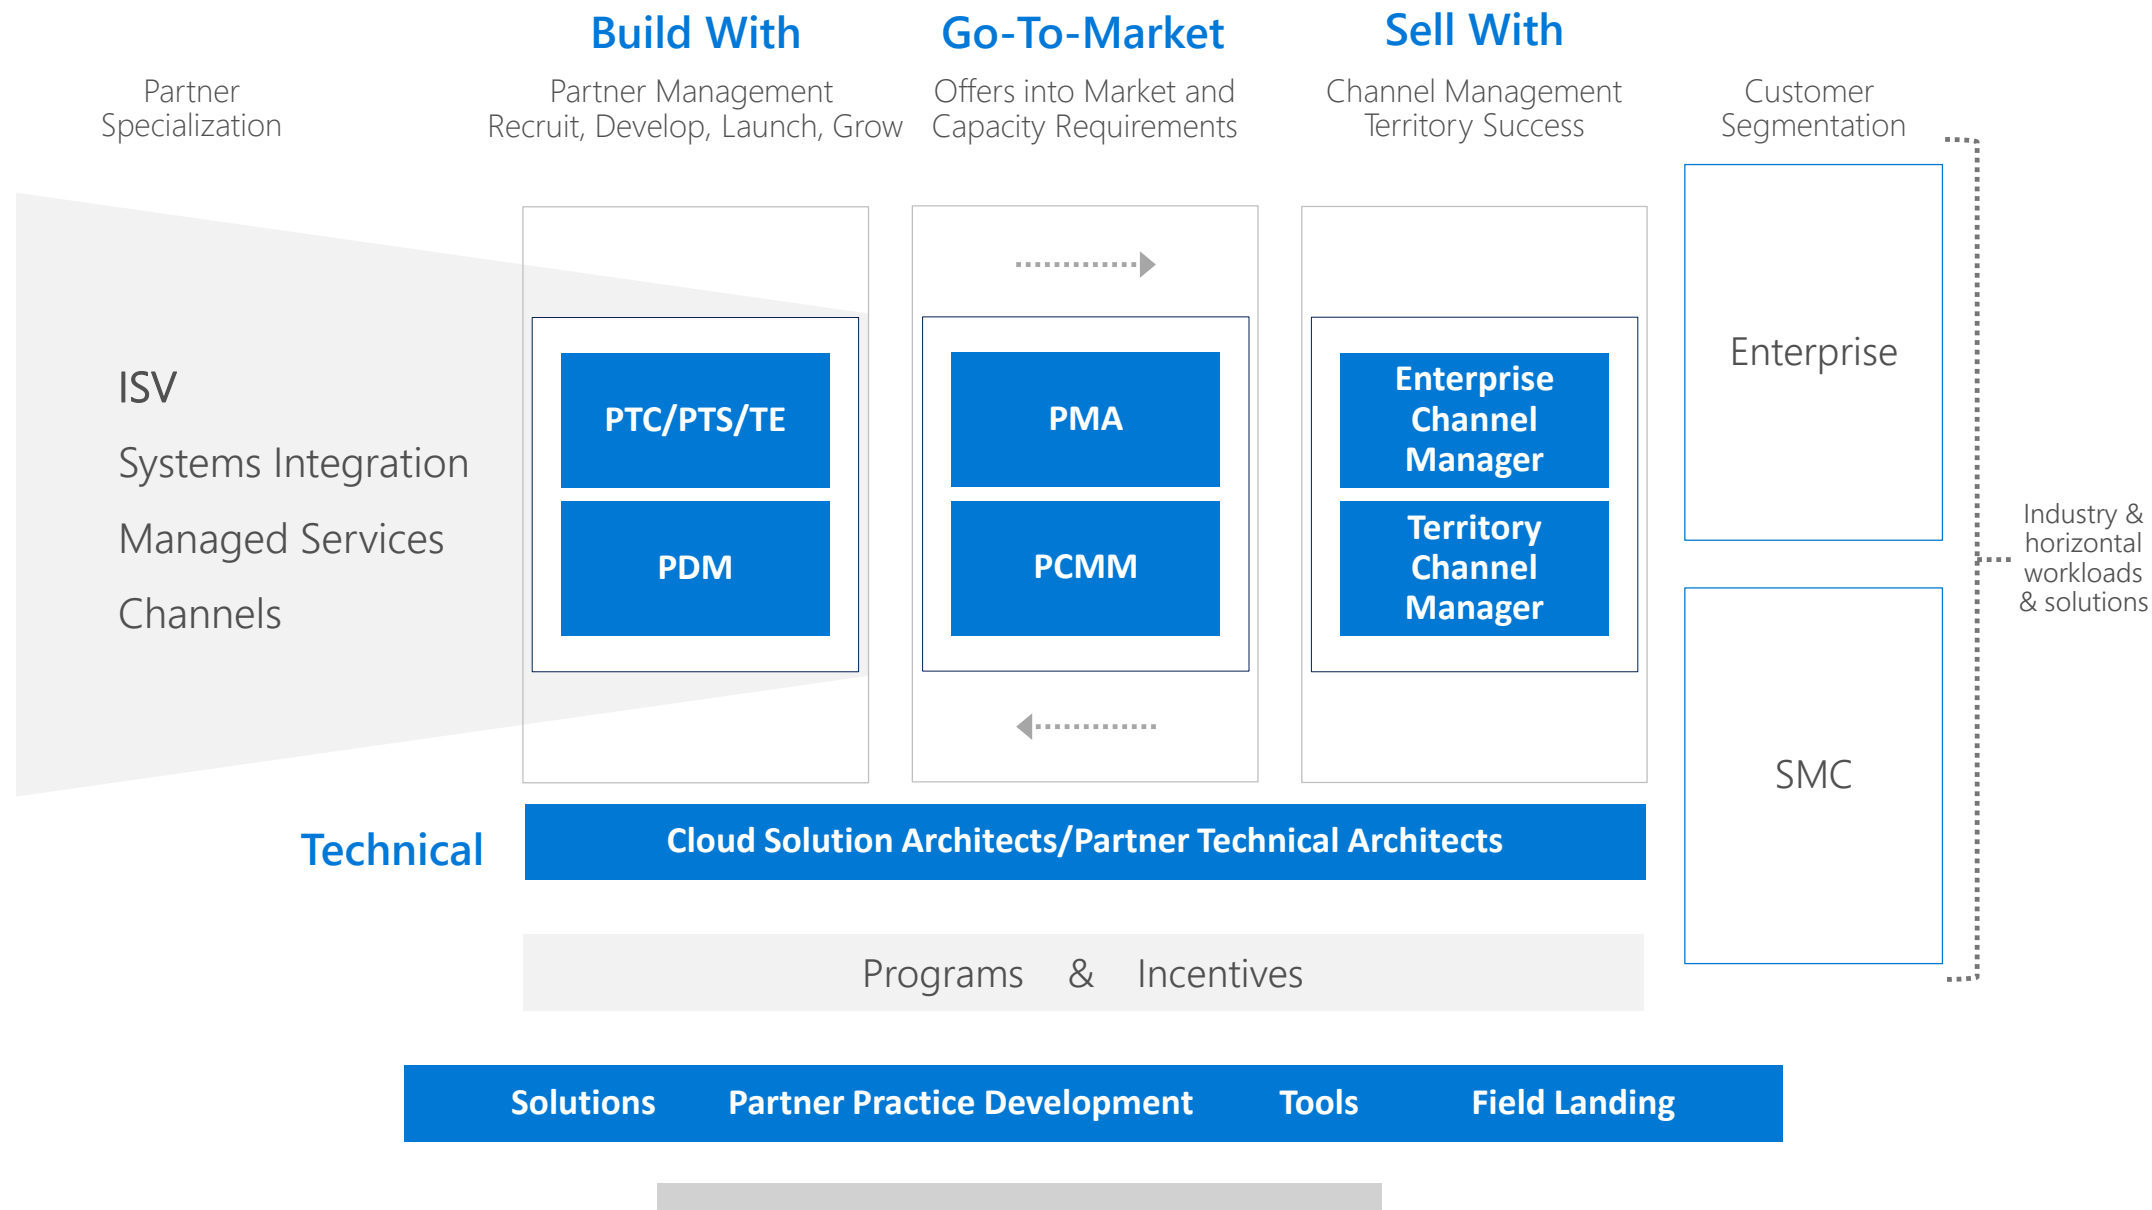 Build With
Go-To-Market
Sell With
Partner
Specialization
Partner Management
Recruit, Develop, Launch, Grow
Offers into Market and
Capacity Requirements
Channel Management
Territory Success
Customer
Segmentation
ISV
Systems Integration
Managed Services
Channels
PTC/PTS/TE
PDM
PMA
PCMM
Enterprise
Channel
Manager
Territory
Channel
Manager
Enterprise
SMC
Industry &
horizontal
workloads
& solutions
Technical
Cloud Solution Architects/Partner Technical Architects
Programs & Incentives
Solutions Partner Practice Development Tools Field Landing